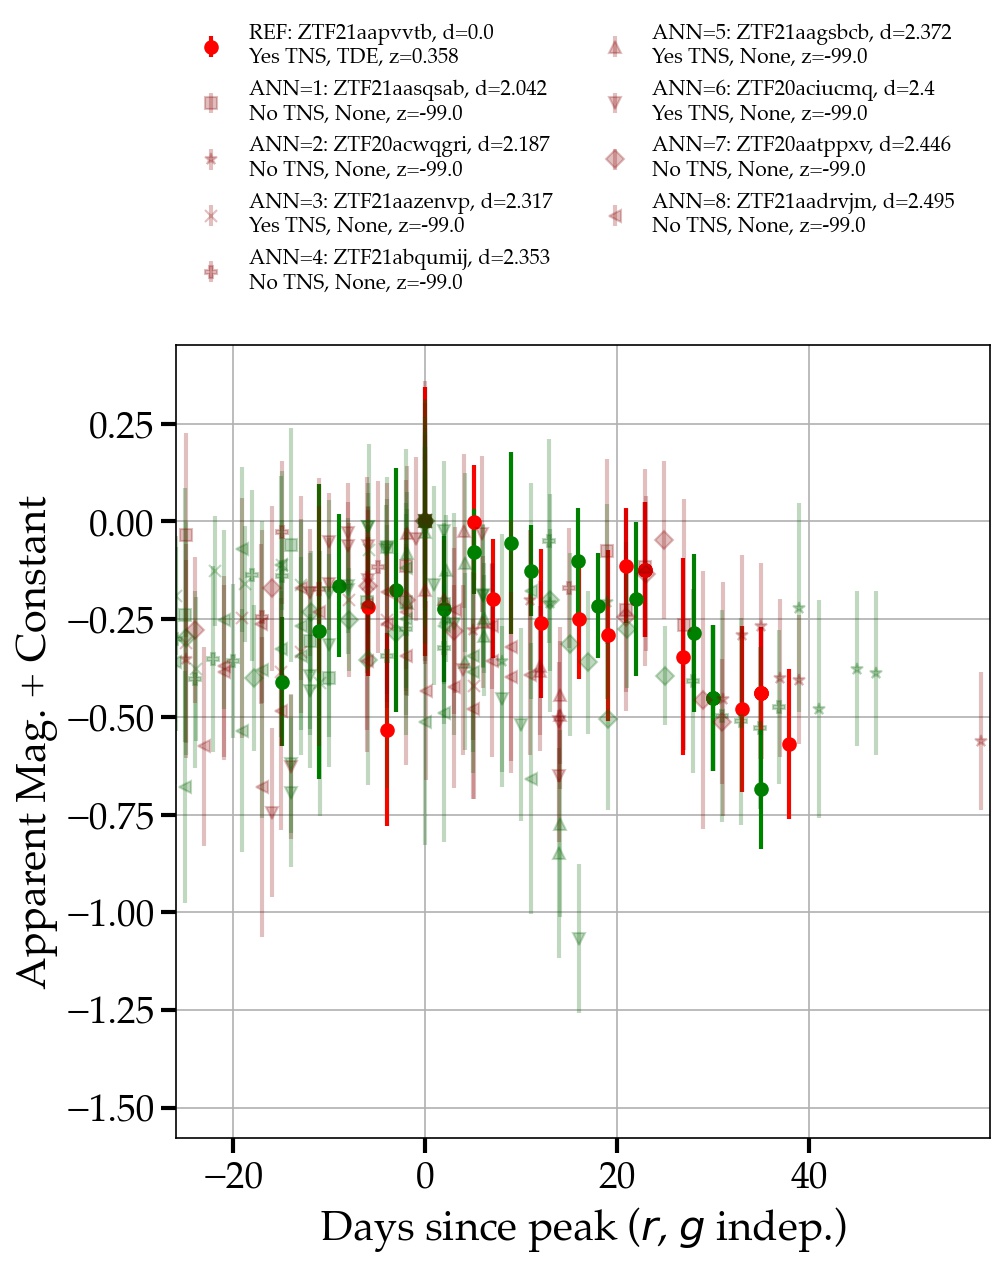 REF: ZTF21aapvvtb, d=0.0
Yes TNS, TDE, z=0.358
ANN=1: ZTF21aasqsab, d=2.042
No TNS, None, z=-99.0
ANN=2: ZTF20acwqgri, d=2.187
No TNS, None, z=-99.0
ANN=3: ZTF21aazenvp, d=2.317
Yes TNS, None, z=-99.0
ANN=4: ZTF21abqumij, d=2.353
No TNS, None, z=-99.0
ANN=5: ZTF21aagsbcb, d=2.372
Yes TNS, None, z=-99.0
ANN=6: ZTF20aciucmq, d=2.4
Yes TNS, None, z=-99.0
ANN=7: ZTF20aatppxv, d=2.446
No TNS, None, z=-99.0
ANN=8: ZTF21aadrvjm, d=2.495
No TNS, None, z=-99.0
Apparent Mag. + Constant
0.25
0.00
−0.25
−0.50
−0.75
−1.00
−1.25
−1.50
−20 0 20 40
Days since peak (r, g indep.)